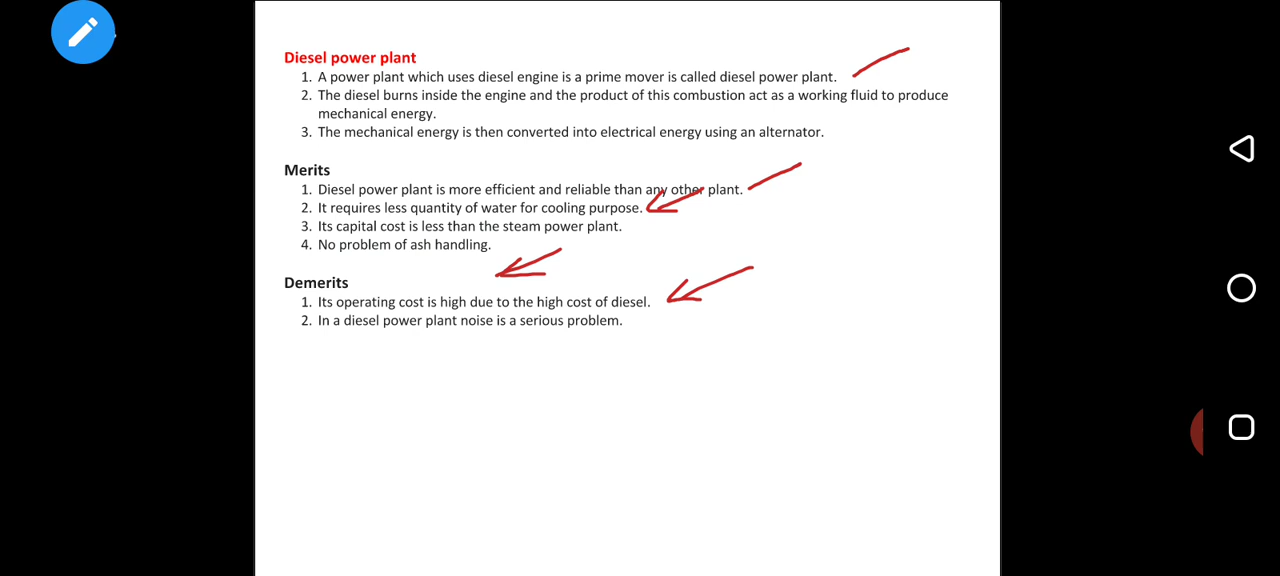 Diesel power plant
1. A power plant which uses diesel engine is a prime mover is called diesel power plant.
2. The diesel burns inside the engine and the product of this combustion act as a working fluid to produce
mechanical energy.
3. The mechanical energy is then converted into electrical energy using an alternator.
Merits
1. Diesel power plant is more efficient and reliable than any other plant.
2. It requires less quantity of water for cooling purpose.
3. Its capital cost is less than the steam power plant.
4. No problem of ash handling.
Demerits
1. Its operating cost is high due to the high cost of diesel.
2. In a diesel power plant noise is a serious problem.